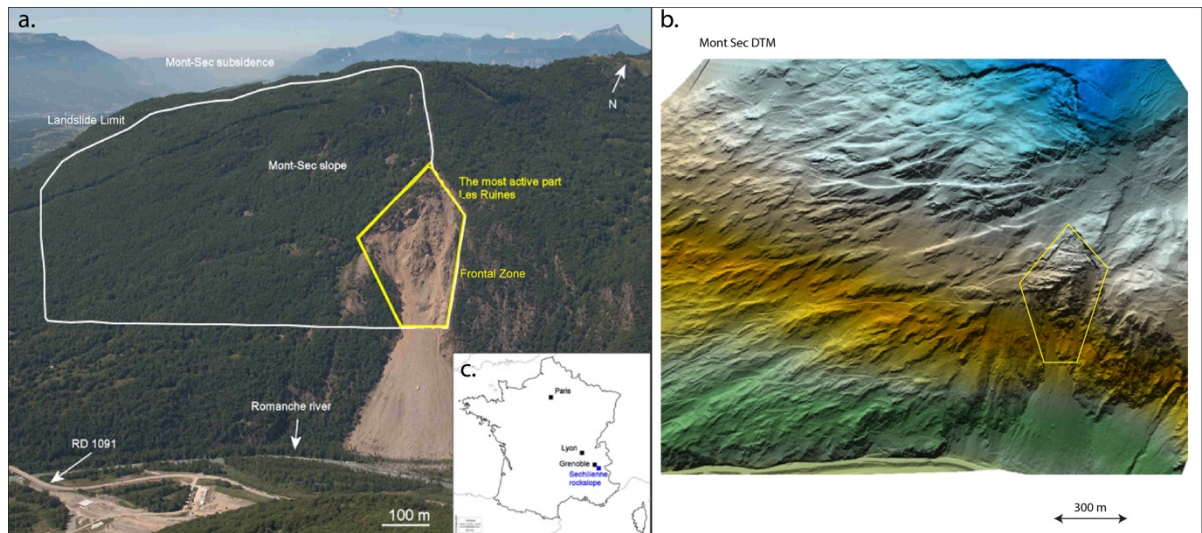 a.
Mont-Sec subsidence
N
Landslide Limit
Mont-Sec slope
The most active part
Les Ruines
Frontal Zone
Romanche river
RD 1091
100 m
c.
Paris
Lyon
Grenoble
Sechilienne
rockslope
b.
Mont Sec DTM
300 m